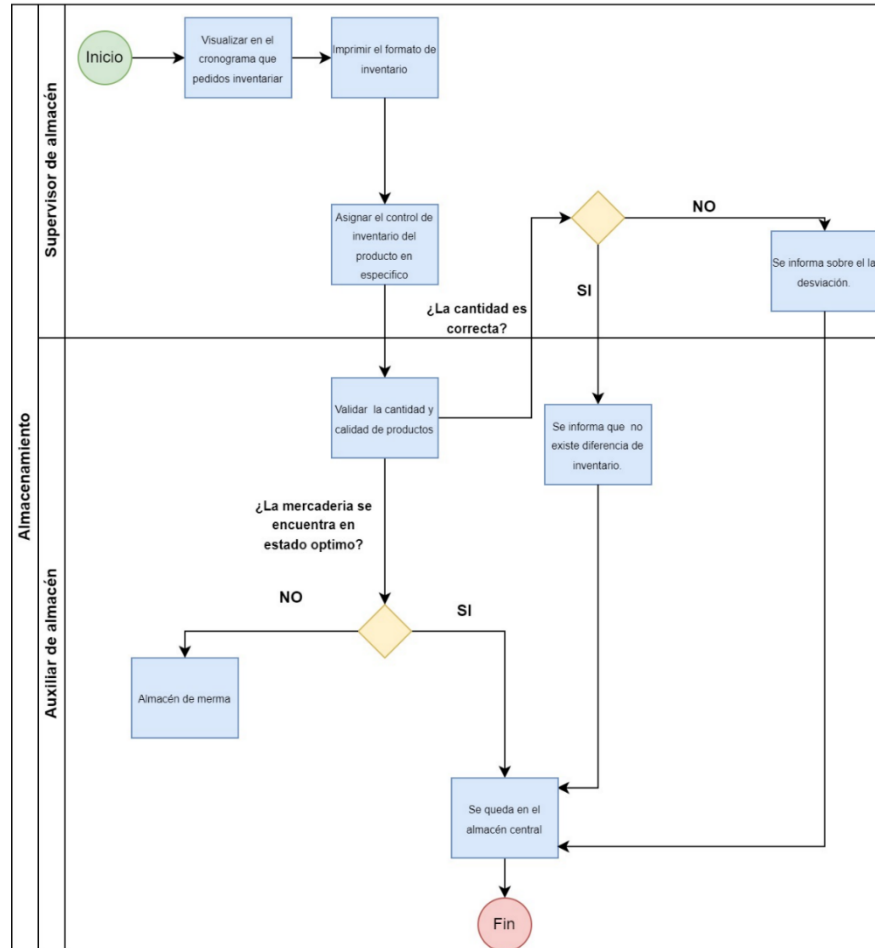 Almacenamiento
Supervisor de almacén
Auxiliar de almacén
Inicio
Visualizar en el
cronograma que
pedidos inventariar
Imprimir el formato de
inventario
Asignar el control de
inventario del
producto en
especifico
¿La cantidad es
correcta?
NO
SI
Se informa sobre el la
desviación.
Validar la cantidad y
calidad de productos
Se informa que no
existe diferencia de
inventario.
¿La mercaderia se
encuentra en
estado optimo?
NO
SI
Almacén de merma
Se queda en el
almacén central
Fin